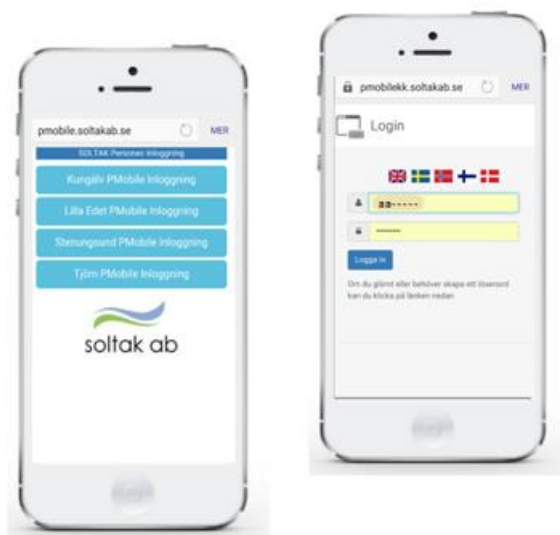 pmobile.soltakab.se MER
SOLTAK Personec Inloggning
Kungälv PMobile Inloggning
Lilla Edet PMobile Inloggning
Stenungsund PMobile Inloggning
Tjörn PMobile Inloggning
soltak ab
pmobilekk.soltakab.se MER
Login
Logga in
Om du glömt eller behöver skapa ett lösenord
kan du klicka på länken nedan